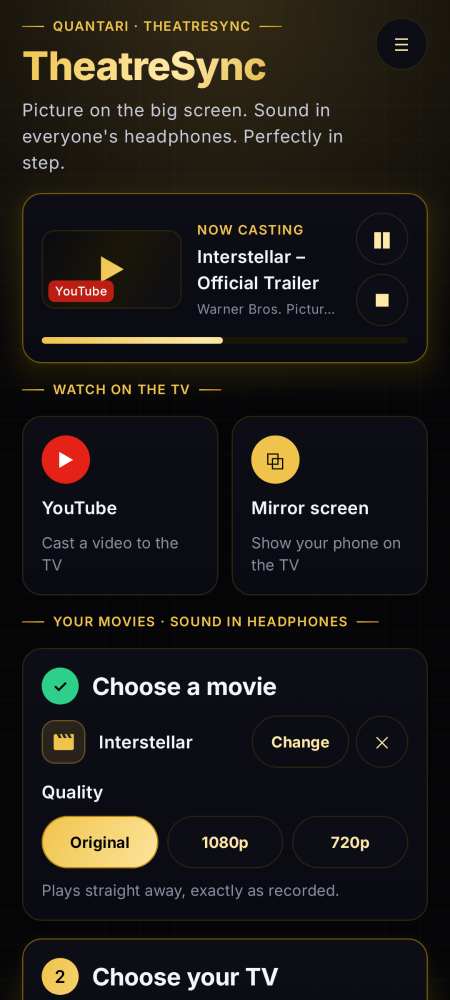 QUANTARI · THEATRESYNC
TheatreSync
Picture on the big screen. Sound in
everyone's headphones. Perfectly in
step.
NOW CASTING
Interstellar –
Official Trailer
Warner Bros. Pictur...
YouTube
WATCH ON THE TV
YouTube
Cast a video to the
TV
Mirror screen
Show your phone on
the TV
YOUR MOVIES · SOUND IN HEADPHONES
Choose a movie
Interstellar
Change
Quality
Original
1080p
720p
Plays straight away, exactly as recorded.
2
Choose your TV